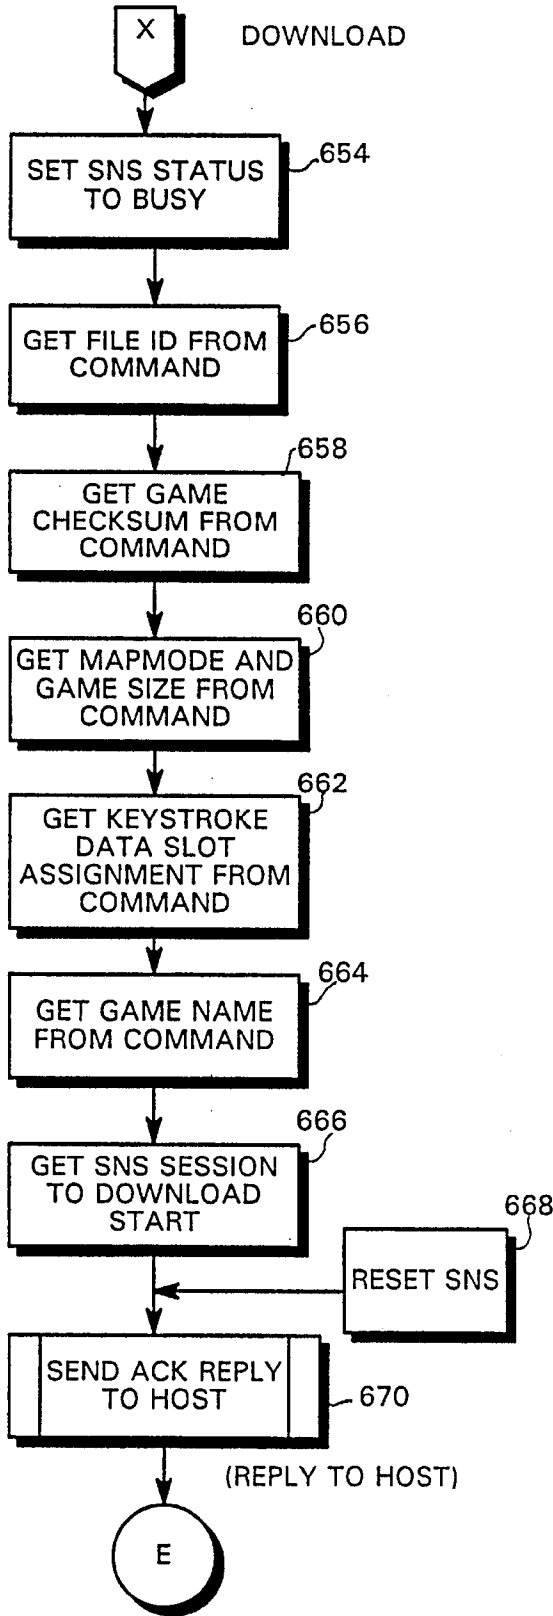 X
DOWNLOAD
SET SNS STATUS
TO BUSY
654
GET FILE ID FROM
COMMAND
656
658
GET GAME
CHECKSUM FROM
COMMAND
660
GET MAPMODE AND
GAME SIZE FROM
COMMAND
662
GET KEYSTROKE
DATA SLOT
ASSIGNMENT FROM
COMMAND
664
GET GAME NAME
FROM COMMAND
666
GET SNS SESSION
TO DOWNLOAD
START
668
RESET SNS
SEND ACK REPLY
TO HOST
670
(REPLY TO HOST)
E